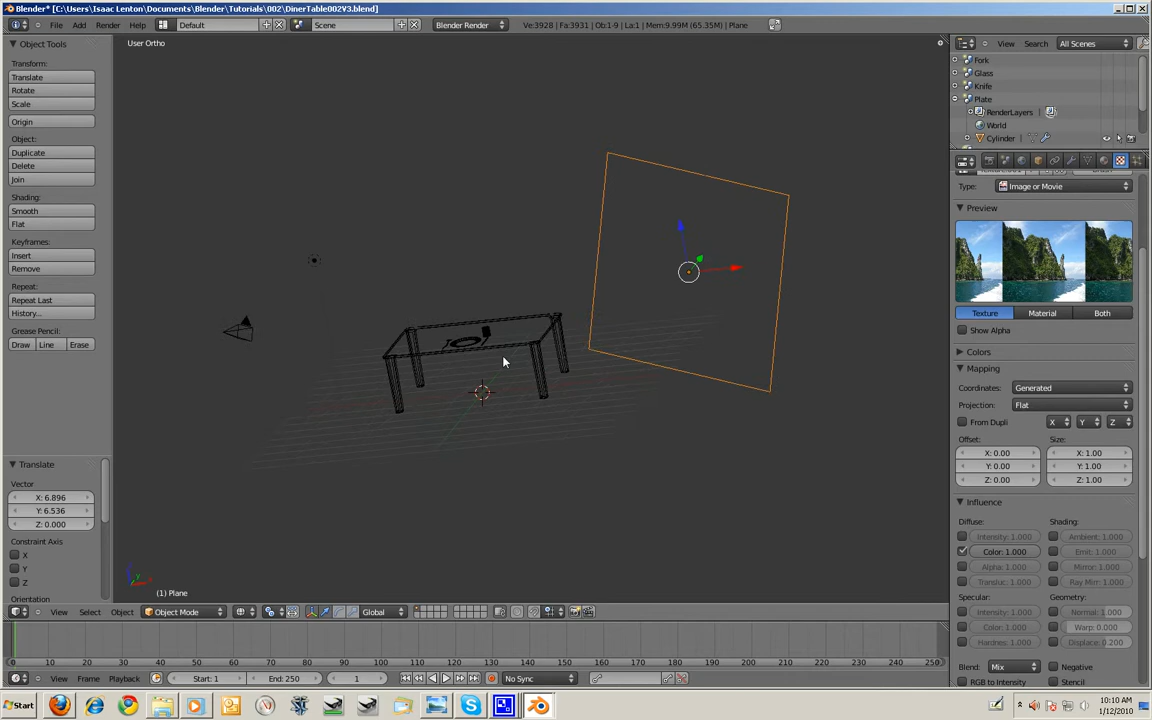 Blender* [C:\Users\Isaac Lenton\Documents\Blender\Tutorials\002\DinerTable002V3.blend]
File Add Render Help Default Scene Blender Render Ve:3928 | Fa:3931 | Ob:1-9 | La:1 | Mem:9.99M (65.35M) | Plane
Object Tools
Transform:
Translate
Rotate
Scale
Origin
Object:
Duplicate
Delete
Join
Shading:
Smooth
Flat
Keyframes:
Insert
Remove
Repeat:
Repeat Last
History...
Grease Pencil:
Draw Line Erase
Translate
Vector
X: 6.896
Y: 6.536
Z: 0.000
Constraint Axis
X
Y
Z
Orientation
User Ortho
(1) Plane
View Select Object Object Mode Global
View Search All Scenes
Fork
Glass
Knife
Plate
RenderLayers |
World
Cylinder
Type: Image or Movie
Preview
Texture Material Both
Show Alpha
Colors
Mapping
Coordinates: Generated
Projection: Flat
From Dupli X Y Z
Offset: Size:
X: 0.00 X: 1.00
Y: 0.00 Y: 1.00
Z: 0.00 Z: 1.00
Influence
Diffuse: Shading:
Intensity: 1.000 Ambient: 1.000
Color: 1.000 Emit: 1.000
Alpha: 1.000 Mirror: 1.000
Transluc: 1.000 Ray Mirr: 1.000
Specular: Geometry:
Intensity: 1.000 Normal: 1.000
Color: 1.000 Warp: 0.000
Hardness: 1.000 Displace: 0.200
Blend: Mix Negative
RGB to Intensity Stencil
0 10 20 30 40 50 60 70 80 90 100 110 120 130 140 150 160 170 180 190 200 210 220 230 240 250
View Frame Playback Start: 1 End: 250 1 No Sync
Start 10:10 AM
1/12/2010